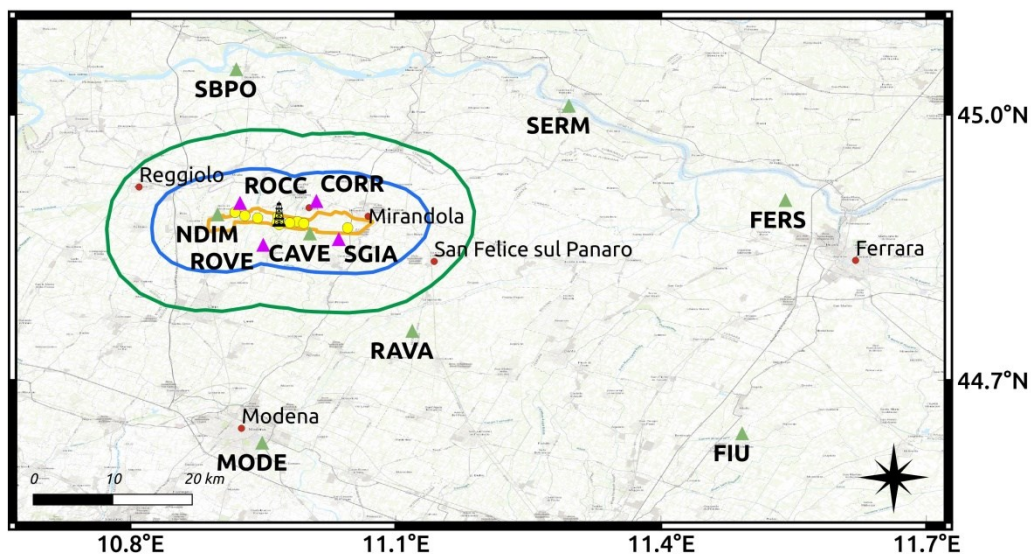 SBPO
SERM
45.0°N
Reggiolo
ROCC
CORR
Mirandola
FERS
NDIM
ROVE
CAVE
SGIA
San Felice sul Panaro
Ferrara
RAVA
44.7°N
Modena
MODE
FIU
0 10 20 km
10.8°E 11.1°E 11.4°E 11.7°E